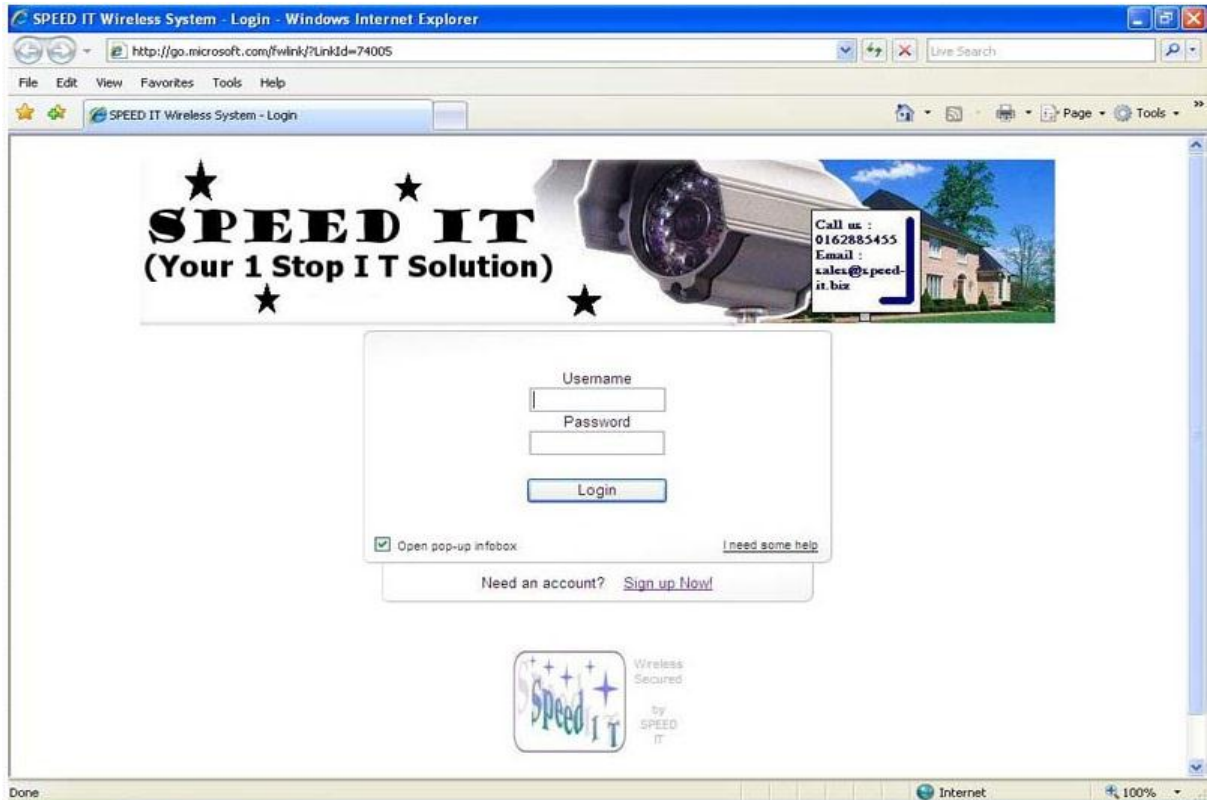 SPEED IT Wireless System - Login - Windows Internet Explorer
http://go.microsoft.com/fwlink/?LinkId=74005
Live Search
File Edit View Favorites Tools Help
SPEED IT Wireless System - Login
Page Tools
SPEED IT
(Your 1 Stop I T Solution)
Call us :
0162885455
Email :
sales@speed-
it.biz
Username
Password
Login
Open pop-up infobox
I need some help
Need an account? Sign up Now!
Speed I T
Wireless
Secured
by
SPEED
IT
Done
Internet
100%